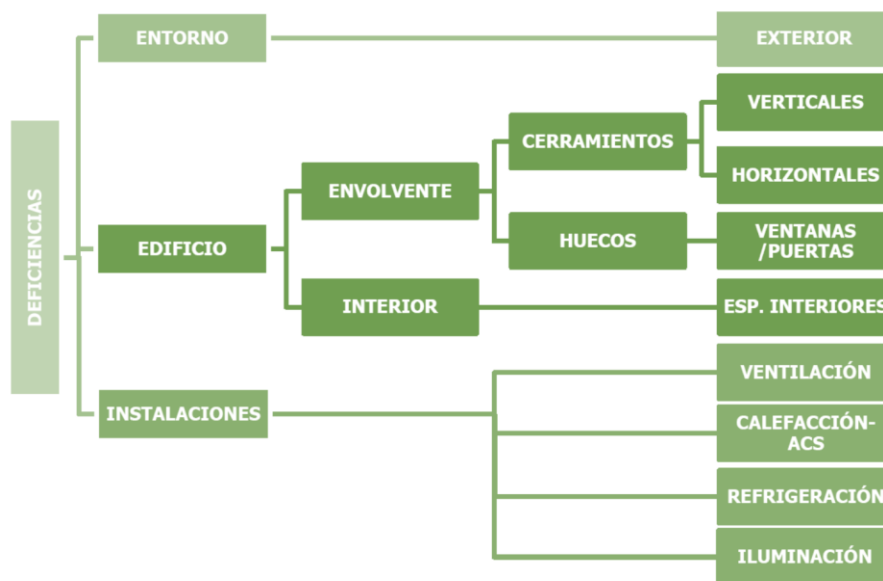 DEFICIENCIAS
ENTORNO
EXTERIOR
EDIFICIO
ENVOLVENTE
CERRAMIENTOS
VERTICALES
HORIZONTALES
HUECOS
VENTANAS
/PUERTAS
INTERIOR
ESP. INTERIORES
INSTALACIONES
VENTILACIÓN
CALEFACCIÓN-
ACS
REFRIGERACIÓN
ILUMINACIÓN